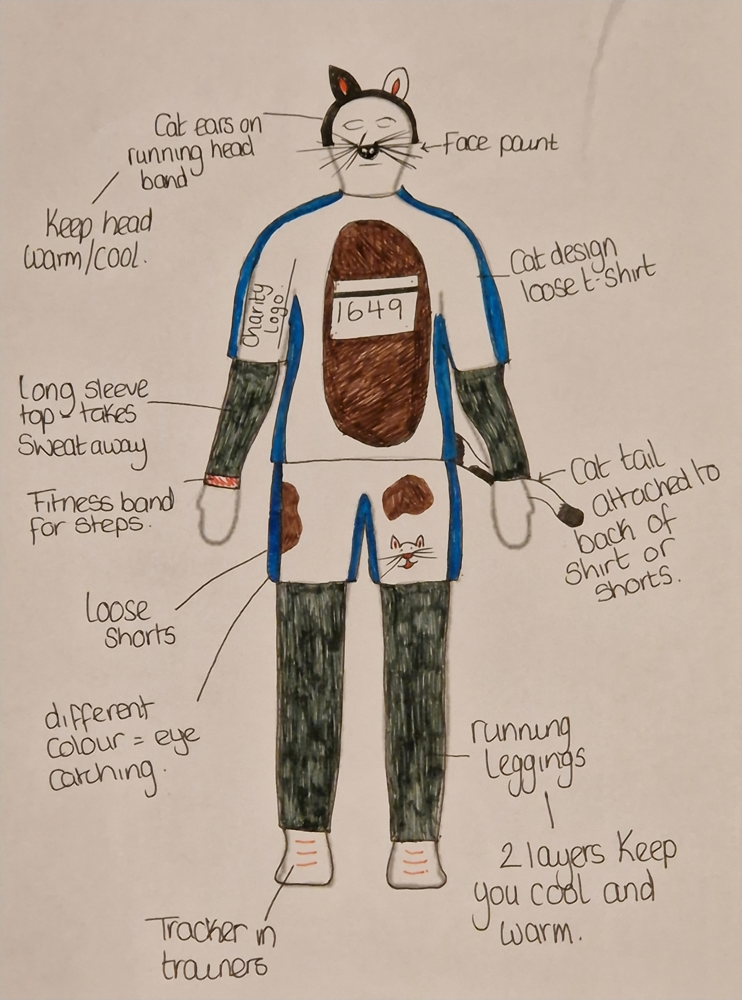 Cat ears on
running head
band
Face paint
Keep head
warm/cool.
Cat design
loose t-shirt
Charity
Logo.
1649
Long sleeve
top - takes
Sweat away
Cat tail
attached to
back of
shirt or
shorts.
Fitness band
for steps.
Loose
shorts
different
colour = eye
catching.
running
leggings
2 layers Keep
you cool and
warm.
Tracker in
trainers